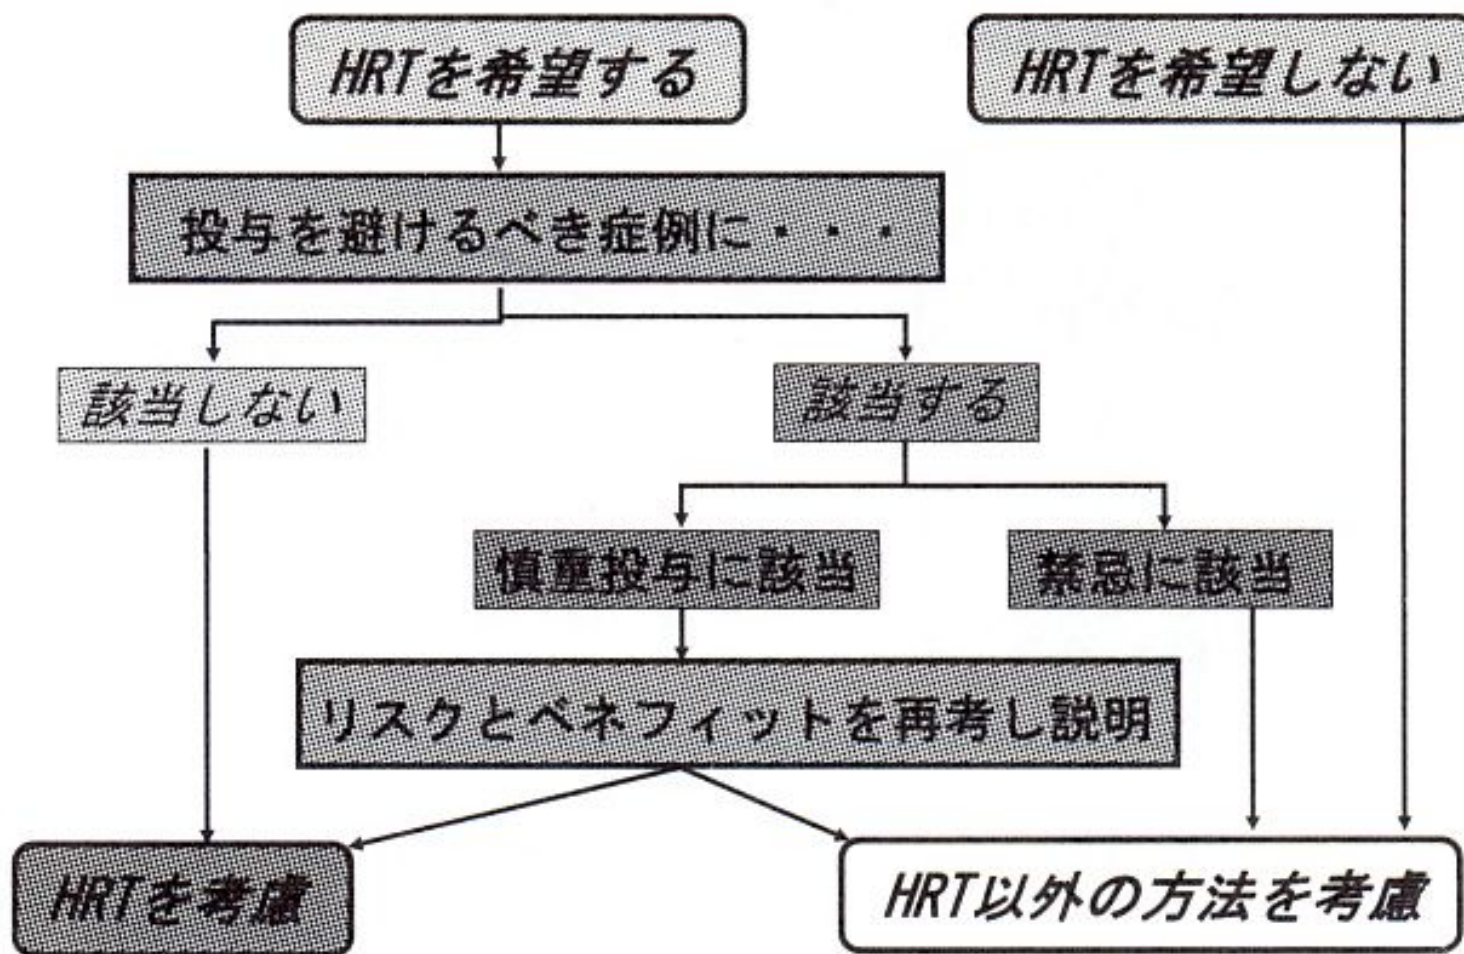 HRTを希望する
HRTを希望しない
投与を避けるべき症例に・・・
該当しない
該当する
慎重投与に該当
禁忌に該当
リスクとベネフィットを再考し説明
HRTを考慮
HRT以外の方法を考慮